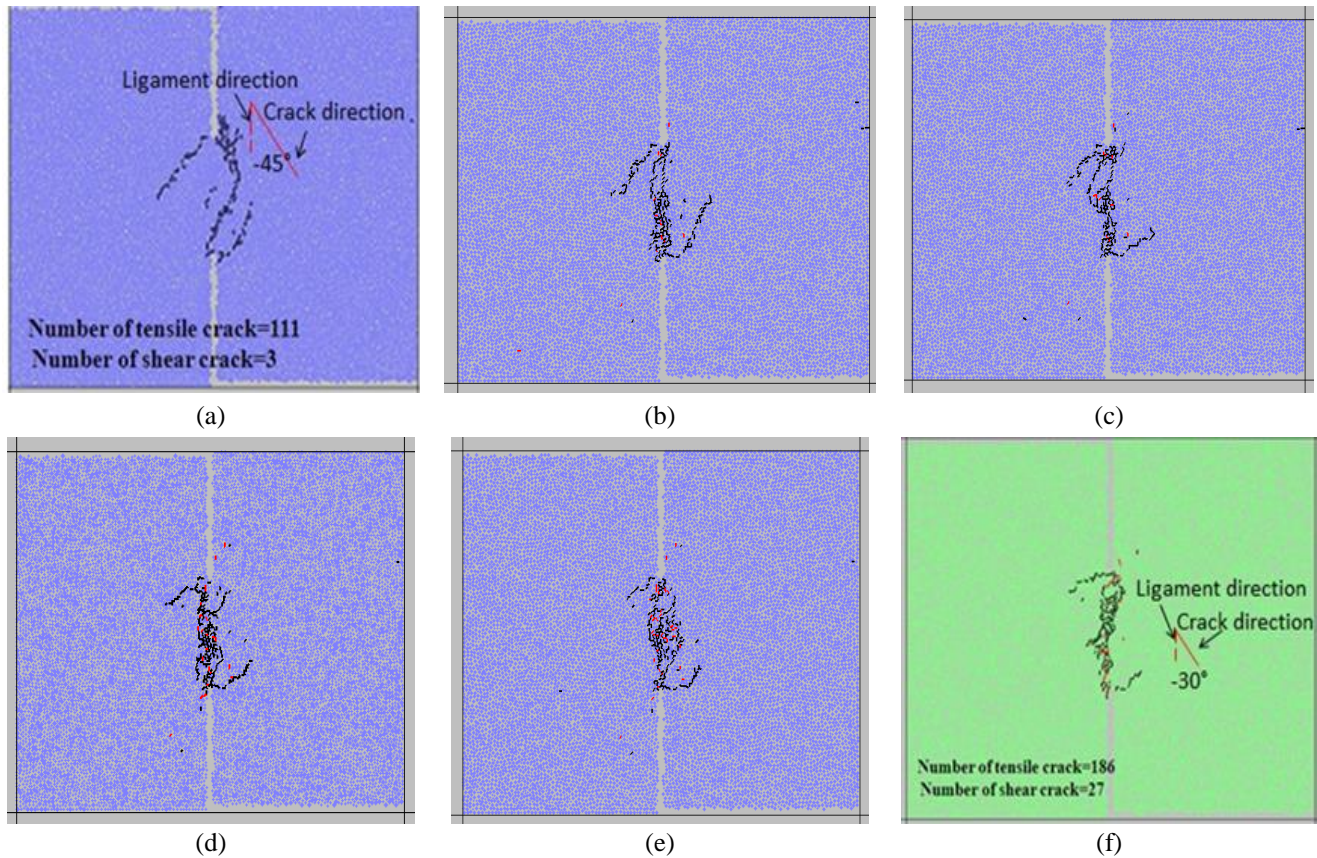 Ligament direction
Crack direction
-45°
Number of tensile crack=111
Number of shear crack=3
(a)
(b)
(c)
(d)
(e)
Ligament direction
Crack direction
-30°
Number of tensile crack=186
Number of shear crack=27
(f)